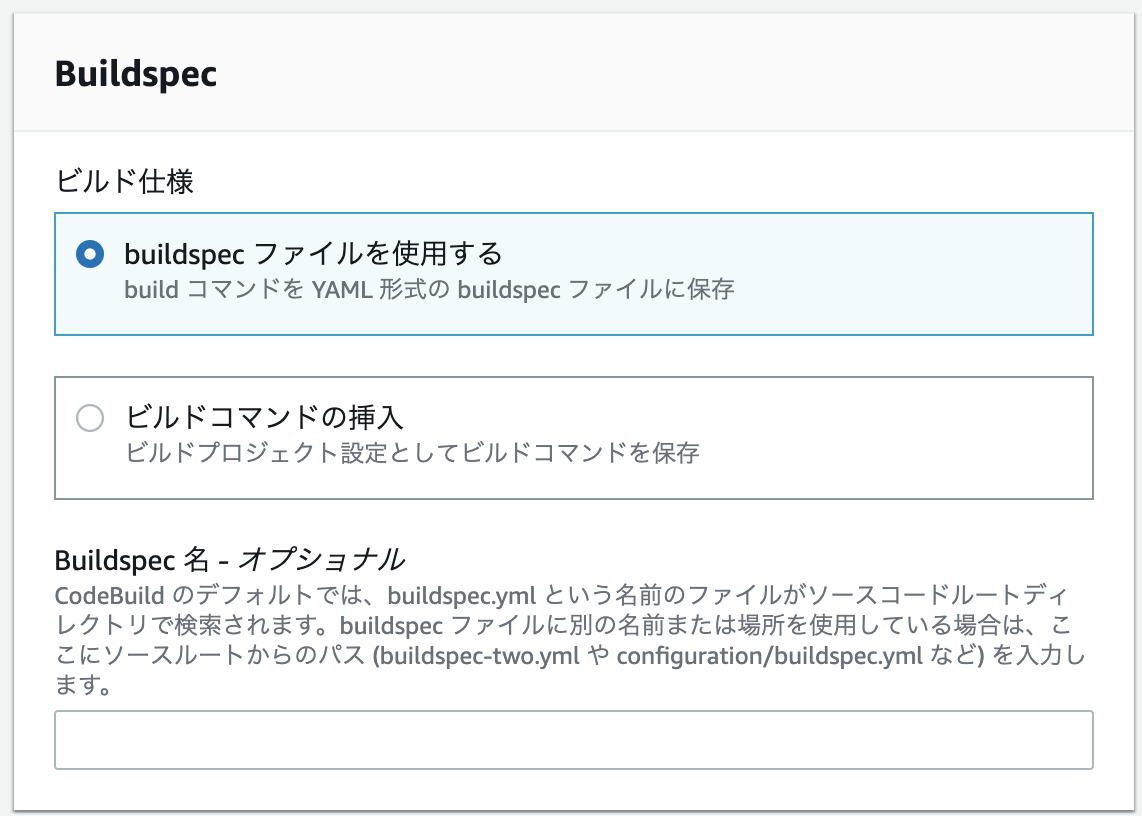 Buildspec
ビルド仕様
buildspec ファイルを使用する
build コマンドを YAML 形式の buildspec ファイルに保存
ビルドコマンドの挿入
ビルドプロジェクト設定としてビルドコマンドを保存
Buildspec 名 - オプショナル
CodeBuild のデフォルトでは、buildspec.yml という名前のファイルがソースコードルートディ
レクトリで検索されます。buildspec ファイルに別の名前または場所を使用している場合は、こ
こにソースルートからのパス (buildspec-two.yml や configuration/buildspec.yml など) を入力し
ます。